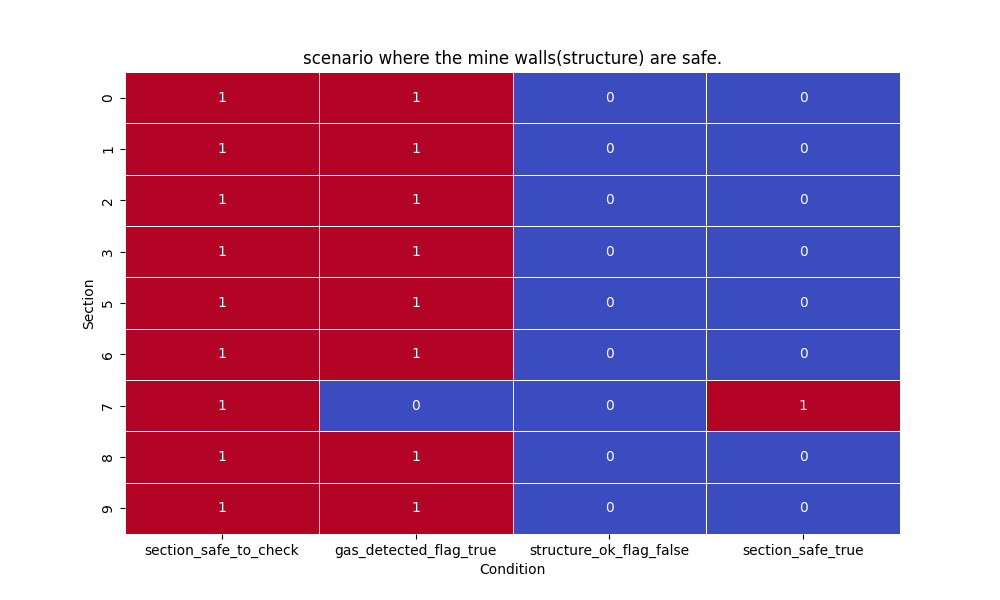 scenario where the mine walls(structure) are safe.
0 1 1 0 0
1 1 1 0 0
2 1 1 0 0
3 1 1 0 0
5 1 1 0 0
6 1 1 0 0
7 1 0 0 1
8 1 1 0 0
9 1 1 0 0
Section
section_safe_to_check gas_detected_flag_true structure_ok_flag_false section_safe_true
Condition